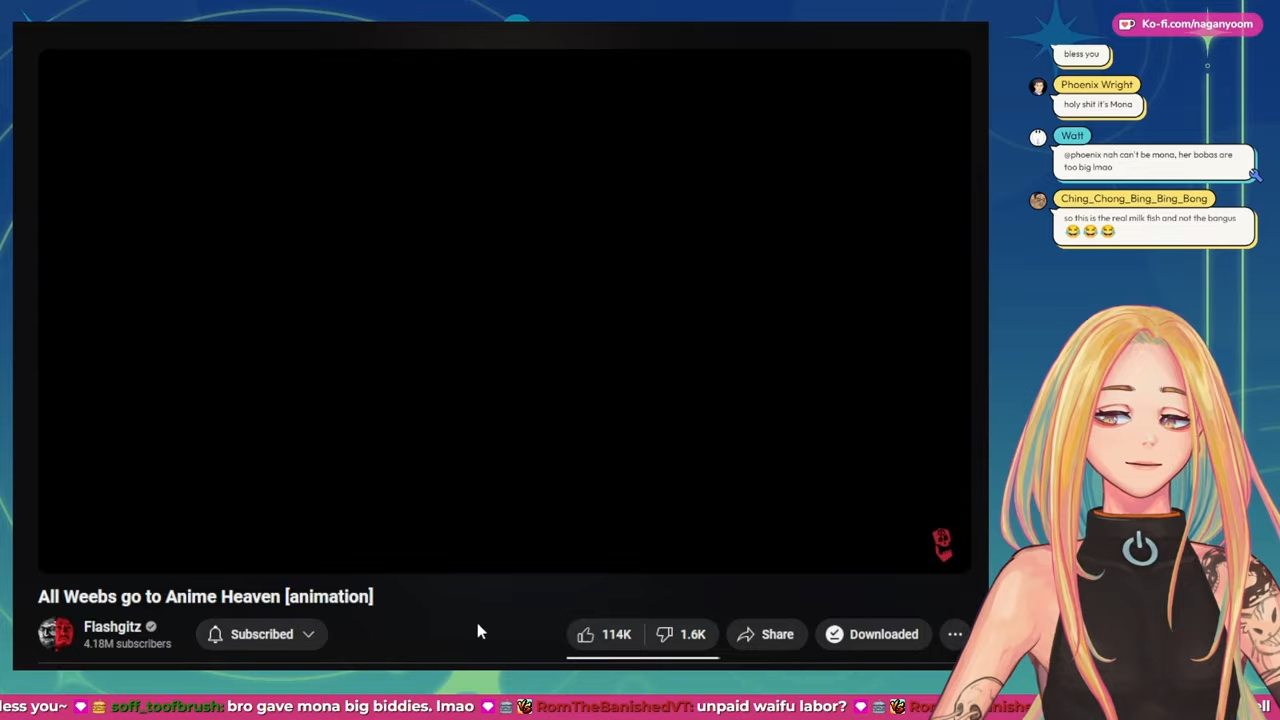 Ko-fi.com/naganyoom
bless you
Phoenix Wright
holy shit it's Mona
Watt
@phoenix nah can't be mona, her bobas are
too big lmao
Ching_Chong_Bing_Bing_Bong
so this is the real milk fish and not the bangus
😂 😂 😂
All Weebs go to Anime Heaven [animation]
Flashgitz
4.18M subscribers
Subscribed
114K
1.6K
Share
Downloaded
less you~ soff_toofbrush: bro gave mona big biddies. lmao RomTheBanishedVT: unpaid waifu labor?